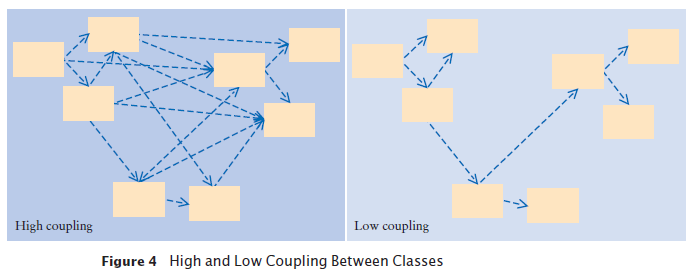 High coupling
Low coupling
Figure 4 High and Low Coupling Between Classes